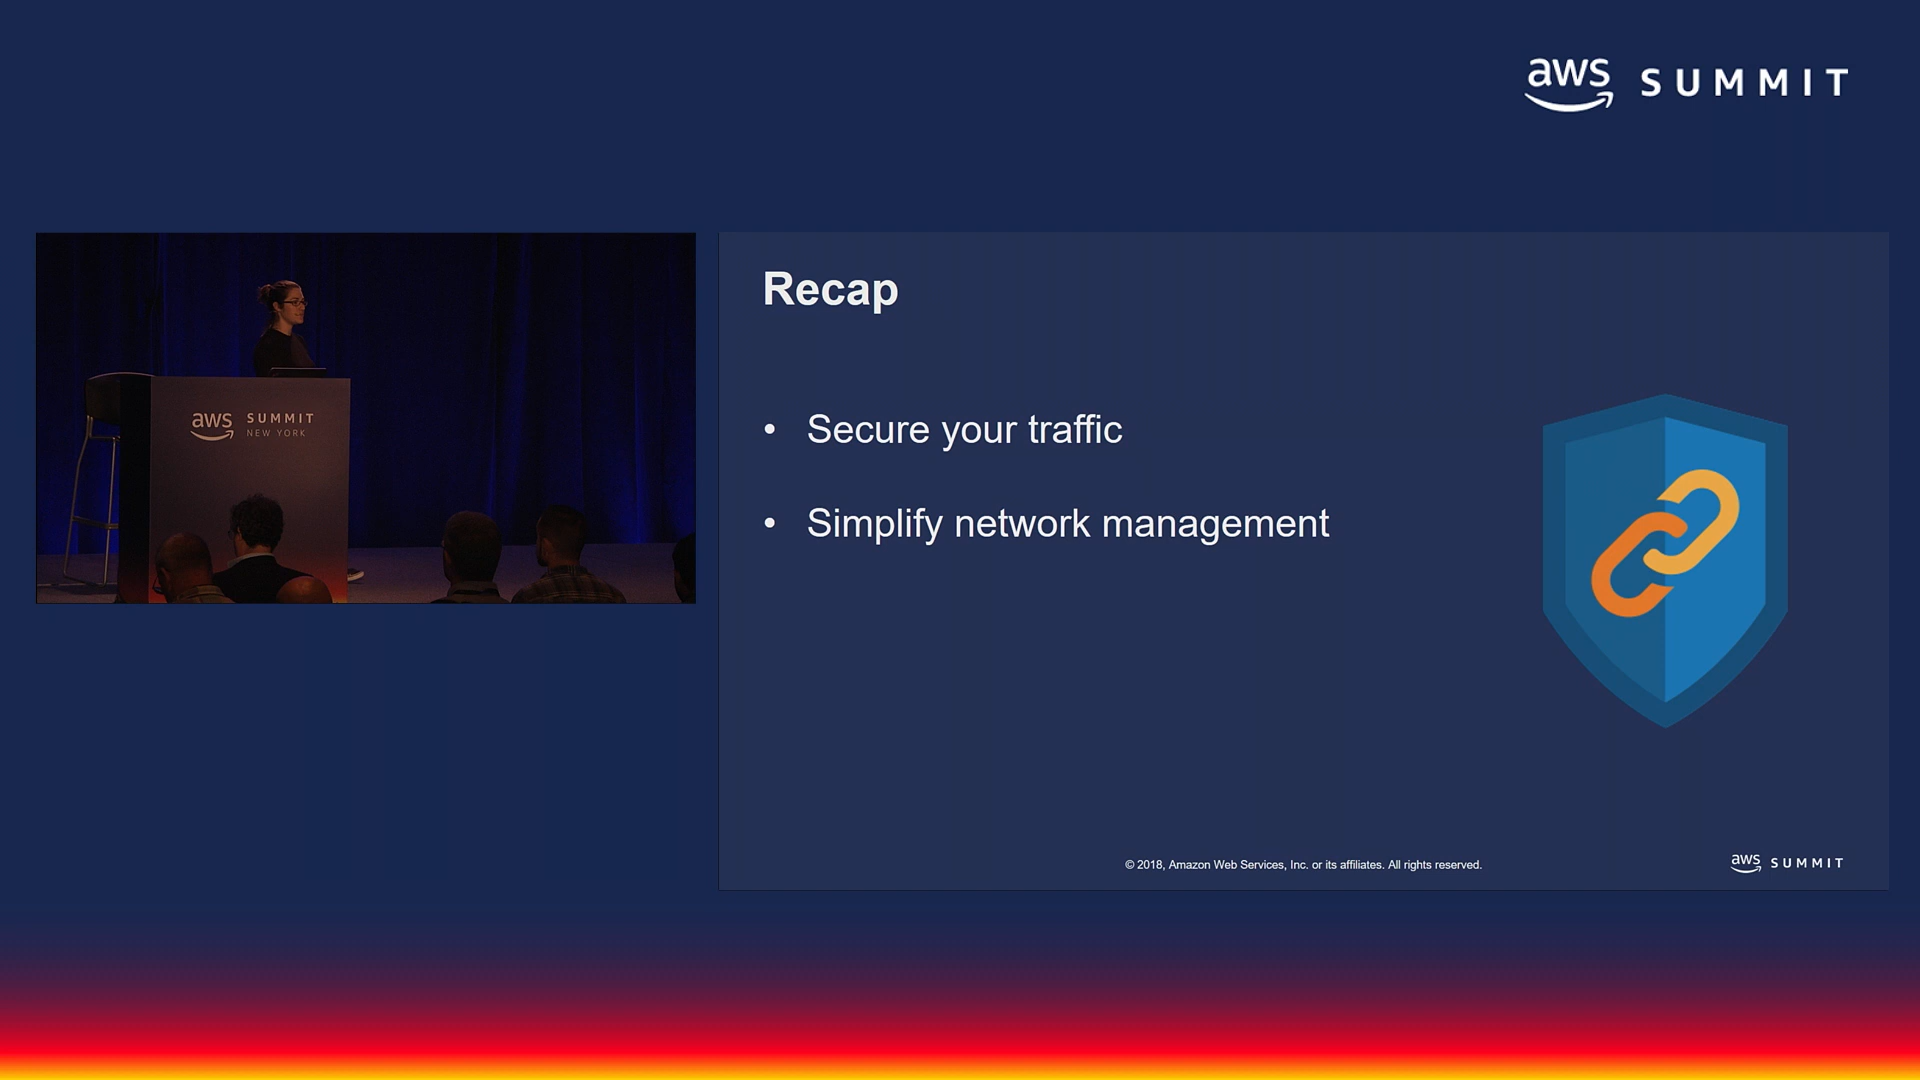 aws SUMMIT
aws SUMMIT
NEW YORK
Recap
• Secure your traffic
• Simplify network management
© 2018, Amazon Web Services, Inc. or its affiliates. All rights reserved.
aws SUMMIT